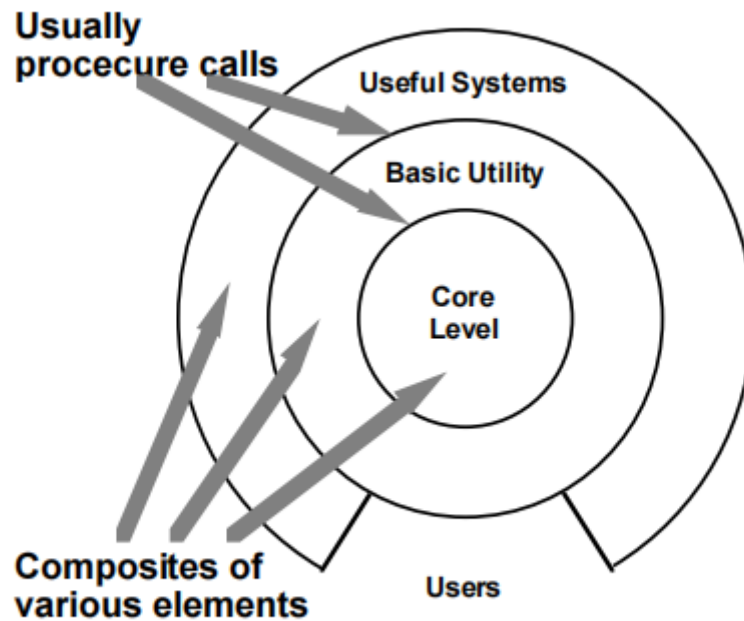 Usually
procecure calls
Useful Systems
Basic Utility
Core
Level
Composites of
various elements
Users